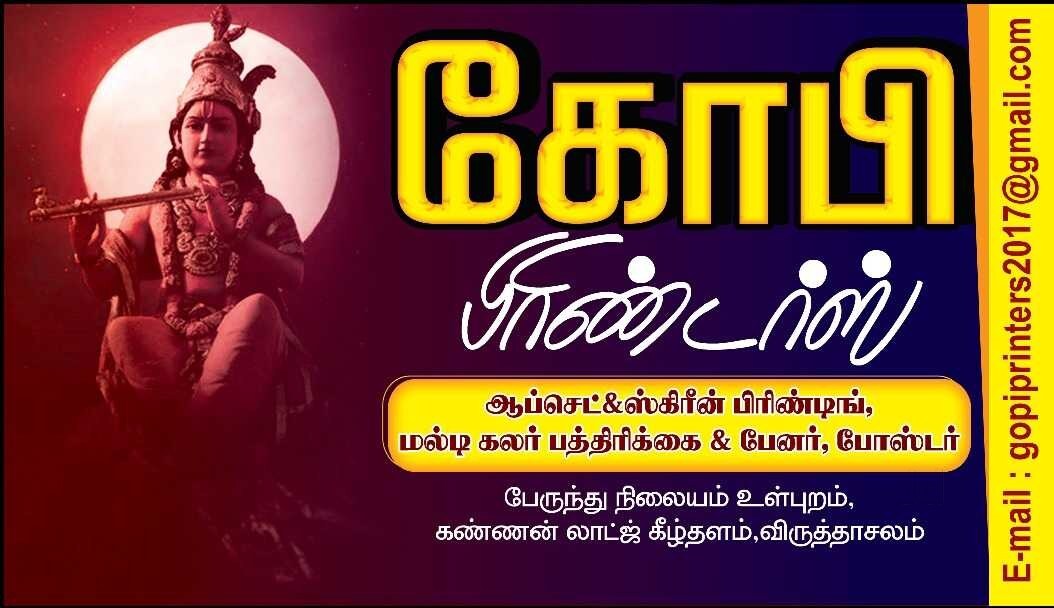 கோபி
பிரிண்டர்ஸ்
ஆப்செட்&ஸ்கிரீன் பிரிண்டிங்,
மல்டி கலர் பத்திரிக்கை & பேனர், போஸ்டர்
பேருந்து நிலையம் உள்புறம்,
கண்ணன் லாட்ஜ் கீழ்தளம்,விருத்தாசலம்
E-mail : gopiprinters2017@gmail.com